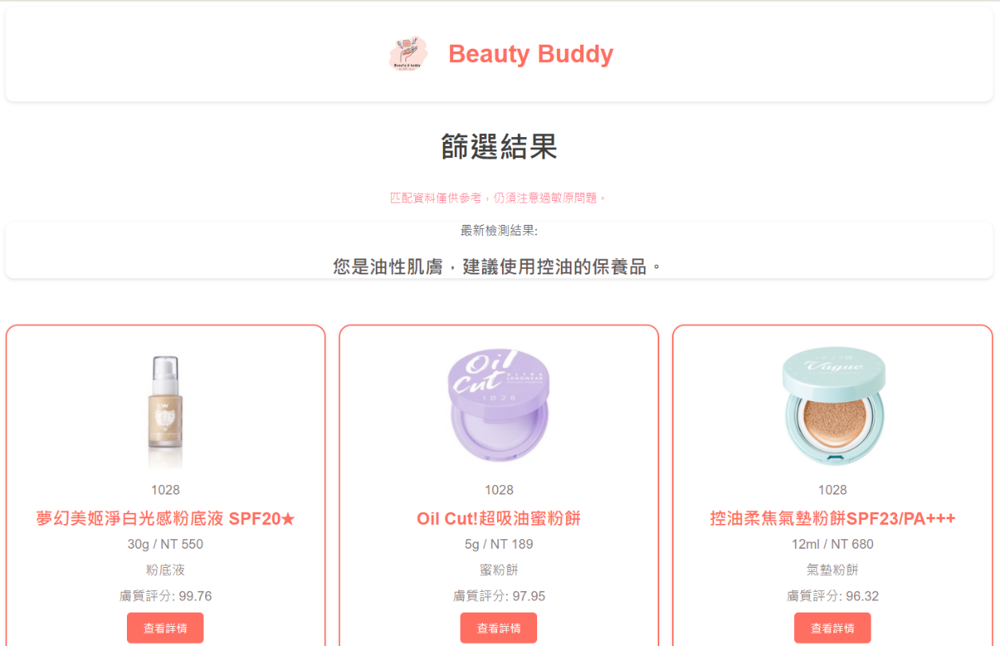 Beauty Buddy
篩選結果
匹配資料僅供參考，仍須注意過敏原問題。
最新檢測結果:
您是油性肌膚，建議使用控油的保養品。
Oil
Cut
ULTRA
LONGWEAR
1028
Vague
1028
夢幻美姬淨白光感粉底液 SPF20★
30g / NT 550
粉底液
膚質評分: 99.76
查看詳情
1028
Oil Cut!超吸油蜜粉餅
5g / NT 189
蜜粉餅
膚質評分: 97.95
查看詳情
1028
控油柔焦氣墊粉餅SPF23/PA+++
12ml / NT 680
氣墊粉餅
膚質評分: 96.32
查看詳情